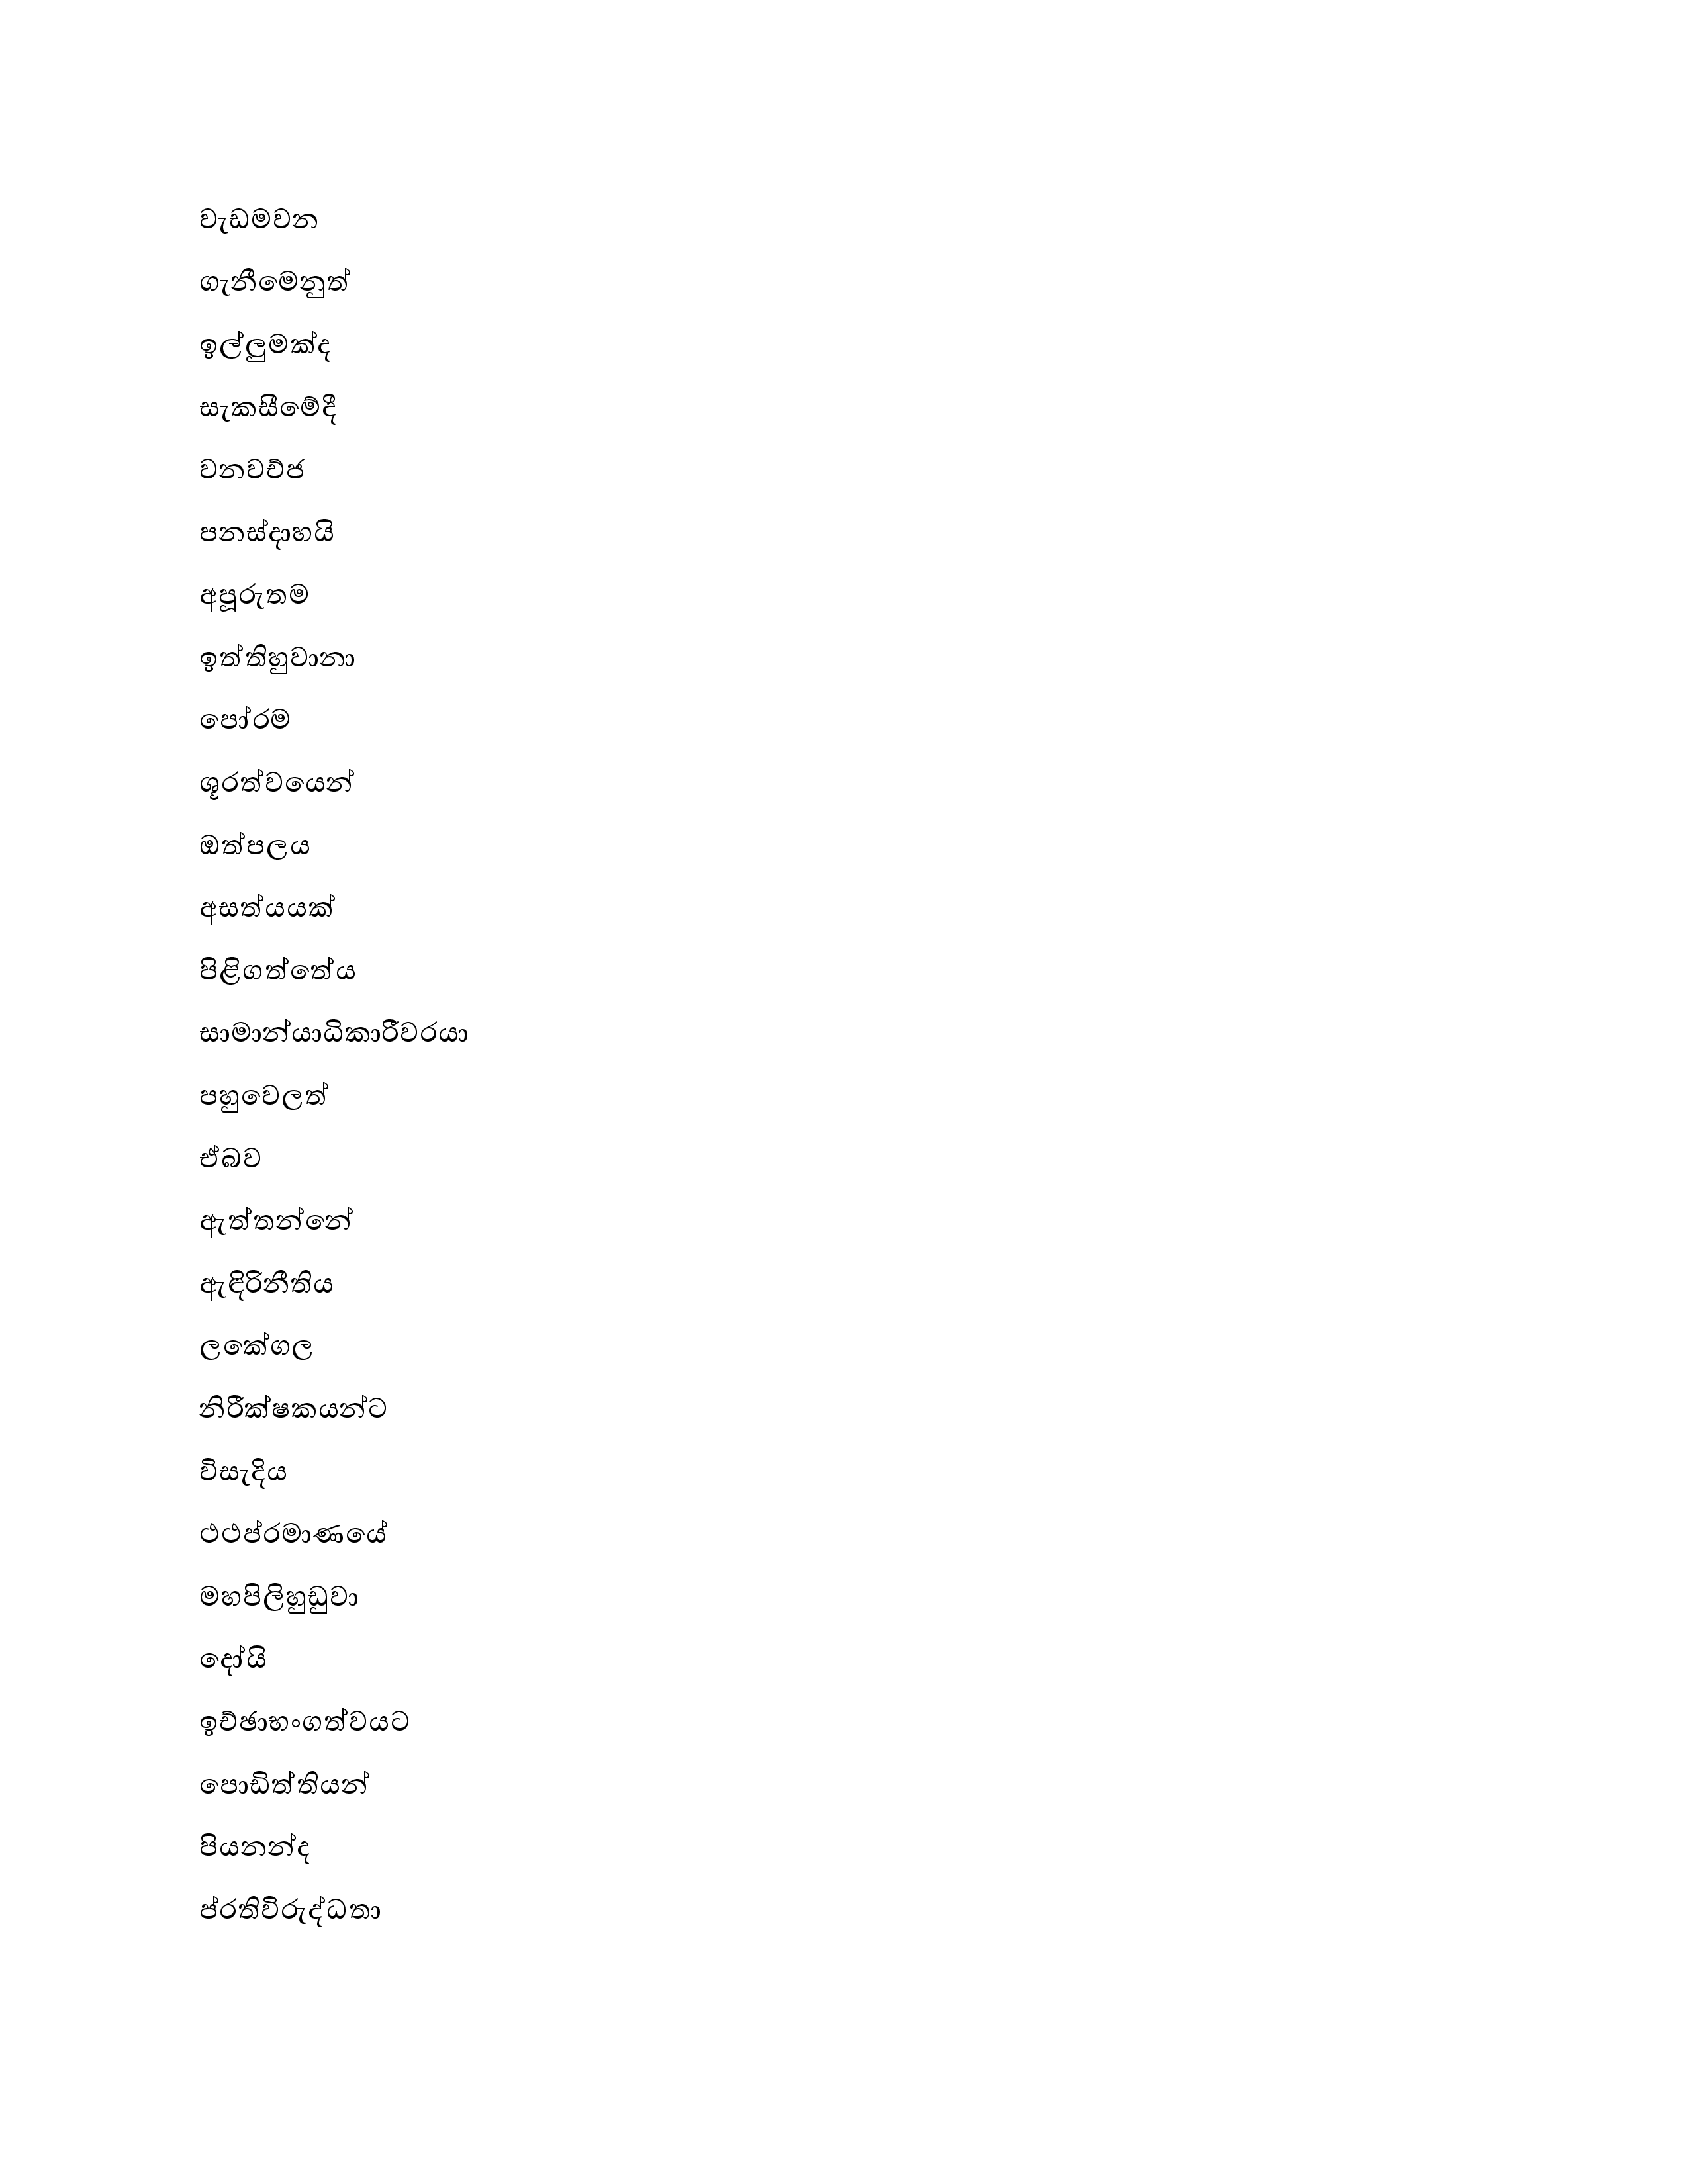 වැඩමවන
ගැනීමෙනුත්
ඉල්ලුමක්ද
සැකසීමේදී
වනවච්ජ
පනස්දාහයි
අපූරුතම
ඉත්තිහුවානා
පෝරම
ශූරත්වයෙන්
ඔත්පලය
අසත්යයක්
පිළිගත්තේය
සාමාන්යාධිකාරීවරයා
පහුවෙලත්
ඒබව
ඇත්තන්නේ
ඇඳිරිනීතිය
ලකේගල
නිරීක්ෂකයන්ට
විසැදිය
ථථප්රමාණයේ
මහපිලිහුඩුවා
දෝයි
ඉච්ඡාභංගත්වයට
පොඩිත්තියන්
පියනන්ද
ප්රතිවිරුද්ධතා